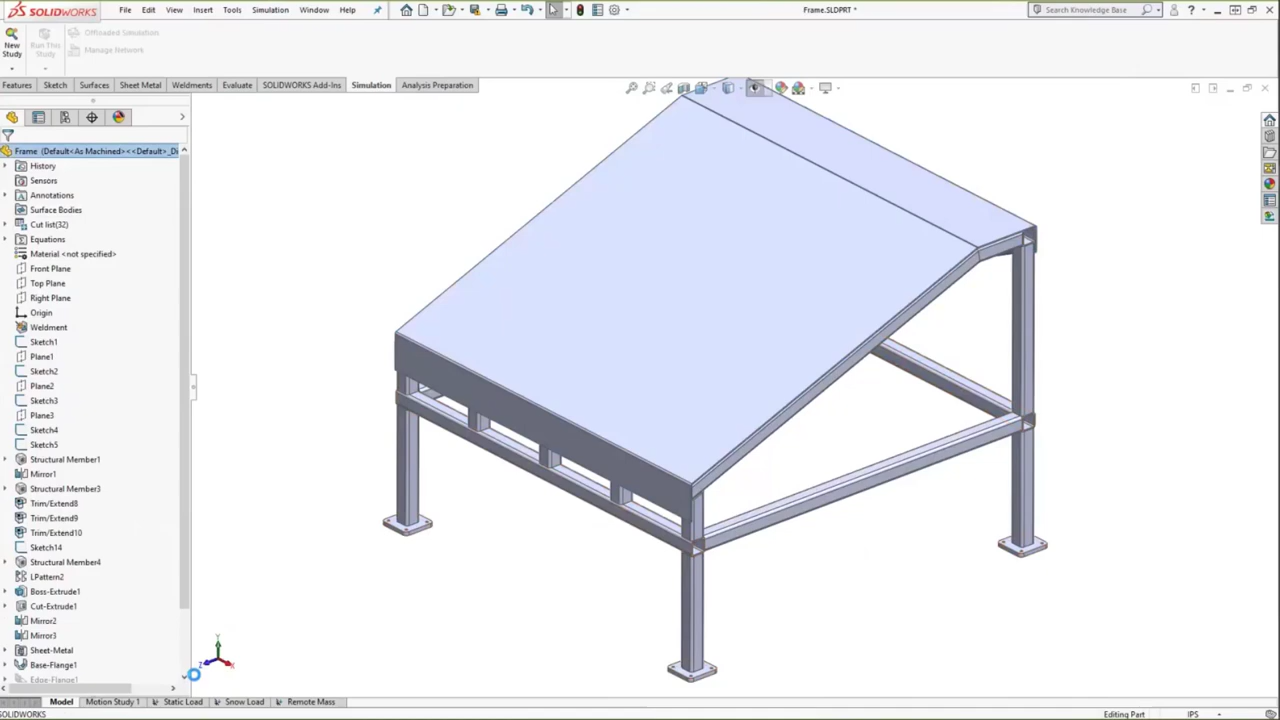 SOLIDWORKS File Edit View Insert Tools Simulation Window Help Frame.SLDPRT * Search Knowledge Base
New Study
Run This Study
Offloaded Simulation
Manage Network
Features Sketch Surfaces Sheet Metal Weldments Evaluate SOLIDWORKS Add-Ins Simulation Analysis Preparation
Frame (Default<As Machined><<Default>_Di
History
Sensors
Annotations
Surface Bodies
Cut list(32)
Equations
Material <not specified>
Front Plane
Top Plane
Right Plane
Origin
Weldment
Sketch1
Plane1
Sketch2
Plane2
Sketch3
Plane3
Sketch4
Sketch5
Structural Member1
Mirror1
Structural Member3
Trim/Extend8
Trim/Extend9
Trim/Extend10
Sketch14
Structural Member4
LPattern2
Boss-Extrude1
Cut-Extrude1
Mirror2
Mirror3
Sheet-Metal
Base-Flange1
Edge-Flange1
Y
Z X
Model Motion Study 1 Static Load Snow Load Remote Mass
SOLIDWORKS Editing Part IPS